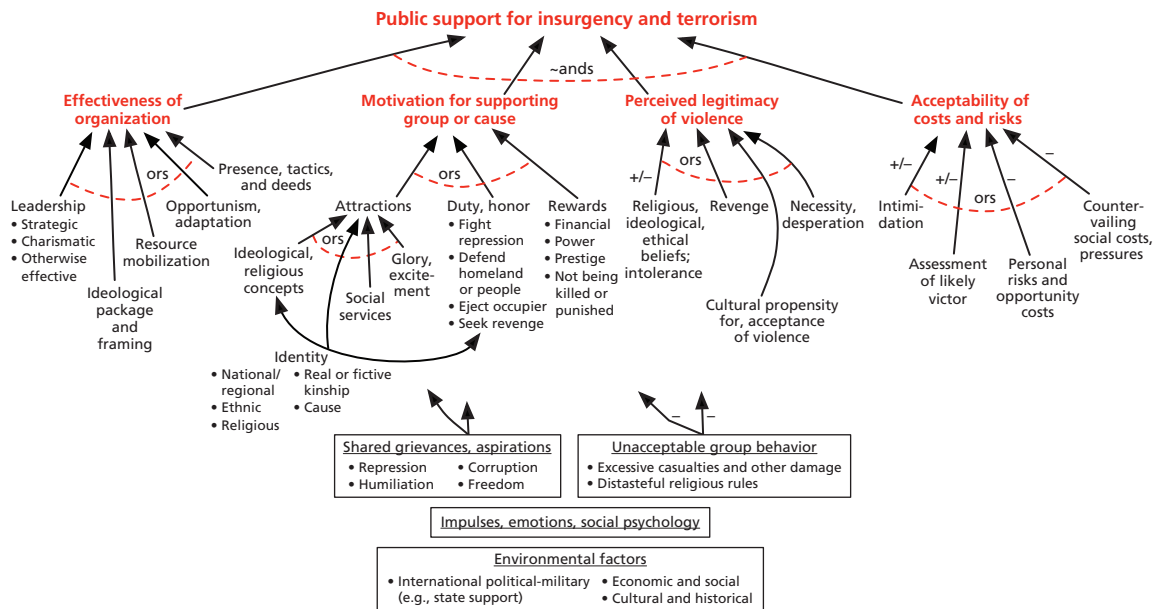 Public support for insurgency and terrorism
~ands
Effectiveness of
organization
Motivation for supporting
group or cause
Perceived legitimacy
of violence
Acceptability of
costs and risks
ors
Leadership
• Strategic
• Charismatic
• Otherwise
effective
Ideological
package
and
framing
Resource
mobilization
Opportunism,
adaptation
Presence, tactics,
and deeds
ors
Attractions
ors
Ideological,
religious
concepts
Social
services
Glory,
excite-
ment
Duty, honor
• Fight
repression
• Defend
homeland
or people
• Eject occupier
• Seek revenge
Rewards
• Financial
• Power
• Prestige
• Not being
killed or
punished
Identity
• National/
regional
• Ethnic
• Religious
• Real or fictive
kinship
• Cause
ors
+/–
Religious,
ideological,
ethical
beliefs;
intolerance
Revenge
Cultural propensity
for, acceptance
of violence
Necessity,
desperation
ors
+/–
Intimi-
dation
+/–
Assessment
of likely
victor
–
Personal
risks and
opportunity
costs
–
Counter-
vailing
social costs,
pressures
Shared grievances, aspirations
• Repression
• Humiliation
• Corruption
• Freedom
–
–
Unacceptable group behavior
• Excessive casualties and other damage
• Distasteful religious rules
Impulses, emotions, social psychology
Environmental factors
• International political-military
(e.g., state support)
• Economic and social
• Cultural and historical